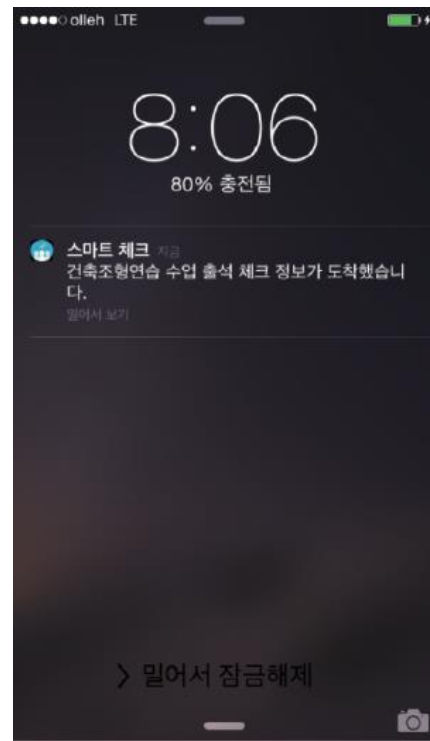 olleh LTE
8:06
80% 충전됨
스마트 체크 지금
건축조형연습 수업 출석 체크 정보가 도착했습니
다.
밀어서 보기
> 밀어서 잠금해제